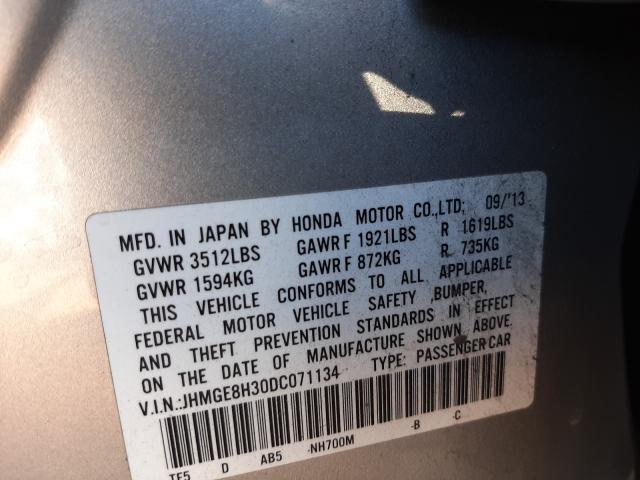 MFD. IN JAPAN BY HONDA MOTOR CO.,LTD; 09/'13
GVWR 3512LBS GAWR F 1921LBS R 1619LBS
GVWR 1594KG GAWR F 872KG R 735KG
THIS VEHICLE CONFORMS TO ALL APPLICABLE
FEDERAL MOTOR VEHICLE SAFETY ,BUMPER,
AND THEFT PREVENTION STANDARDS IN EFFECT
ON THE DATE OF MANUFACTURE SHOWN ABOVE.
V.I.N.:JHMGE8H30DC071134 TYPE: PASSENGER CAR
TF5 D AB5 -NH700M -B -C